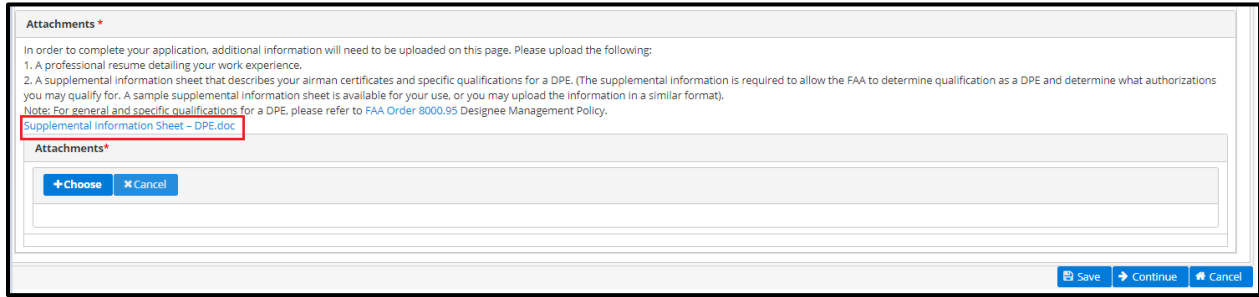 Attachments *
In order to complete your application, additional information will need to be uploaded on this page. Please upload the following:
1. A professional resume detailing your work experience.
2. A supplemental information sheet that describes your airman certificates and specific qualifications for a DPE. (The supplemental information is required to allow the FAA to determine qualification as a DPE and determine what authorizations
you may qualify for. A sample supplemental information sheet is available for your use, or you may upload the information in a similar format).
Note: For general and specific qualifications for a DPE, please refer to FAA Order 8000.95 Designee Management Policy.
Supplemental Information Sheet – DPE.doc
Attachments*
Choose Cancel
Save Continue Cancel